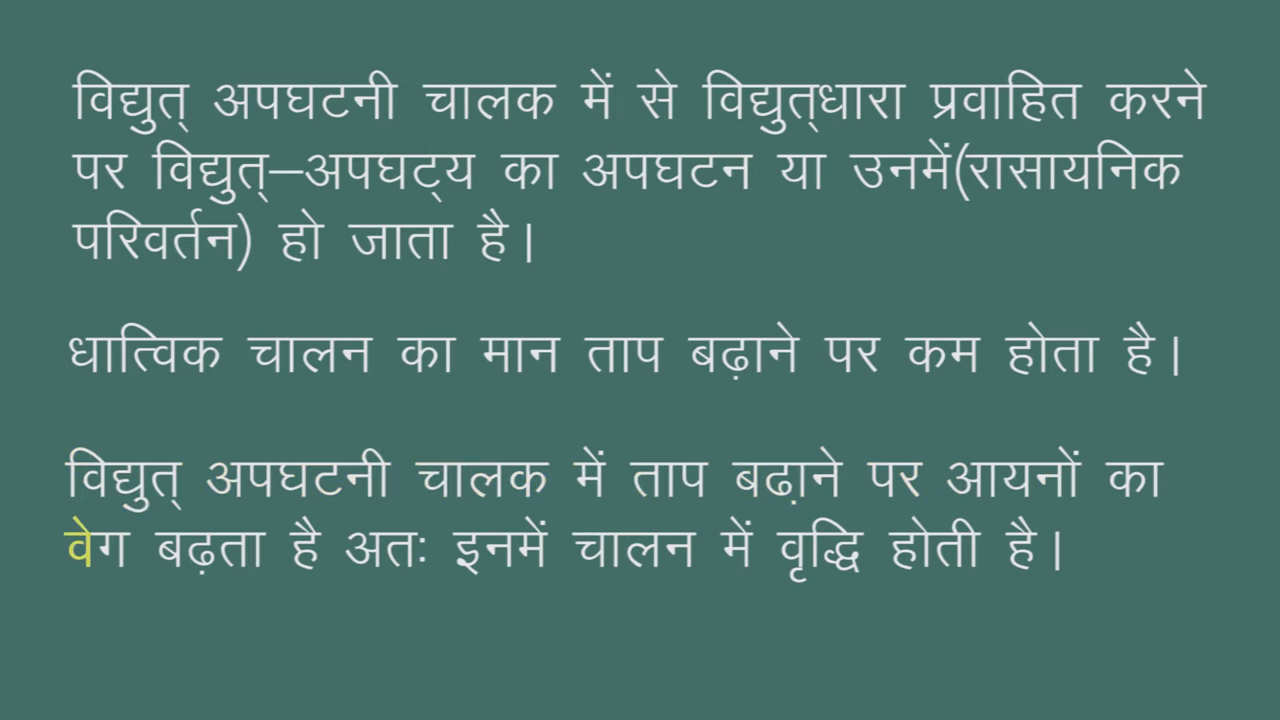 विद्युत् अपघटनी चालक में से विद्युत्धारा प्रवाहित करने
पर विद्युत्–अपघट्य का अपघटन या उनमें(रासायनिक
परिवर्तन) हो जाता है।
धात्विक चालन का मान ताप बढ़ाने पर कम होता है।
विद्युत् अपघटनी चालक में ताप बढ़ाने पर आयनों का
वेग बढ़ता है अतः इनमें चालन में वृद्धि होती है।